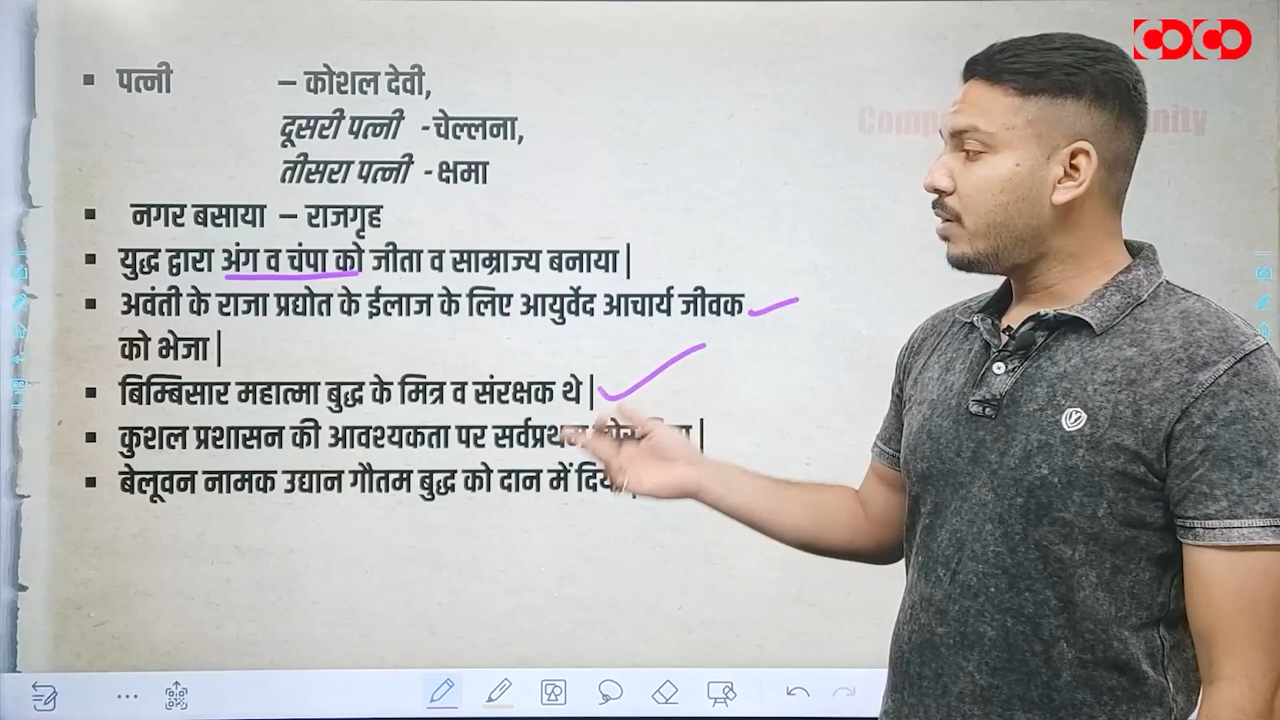 ▪ पत्नी – कोशल देवी,
दूसरी पत्नी - चेल्लना,
तीसरा पत्नी - क्षमा
▪ नगर बसाया – राजगृह
▪ युद्ध द्वारा अंग व चंपा को जीता व साम्राज्य बनाया|
▪ अवंती के राजा प्रद्योत के ईलाज के लिए आयुर्वेद आचार्य जीवक
को भेजा|
▪ बिम्बिसार महात्मा बुद्ध के मित्र व संरक्षक थे|
▪ कुशल प्रशासन की आवश्यकता पर सर्वप्रथम |
▪ बेलूवन नामक उद्यान गौतम बुद्ध को दान में